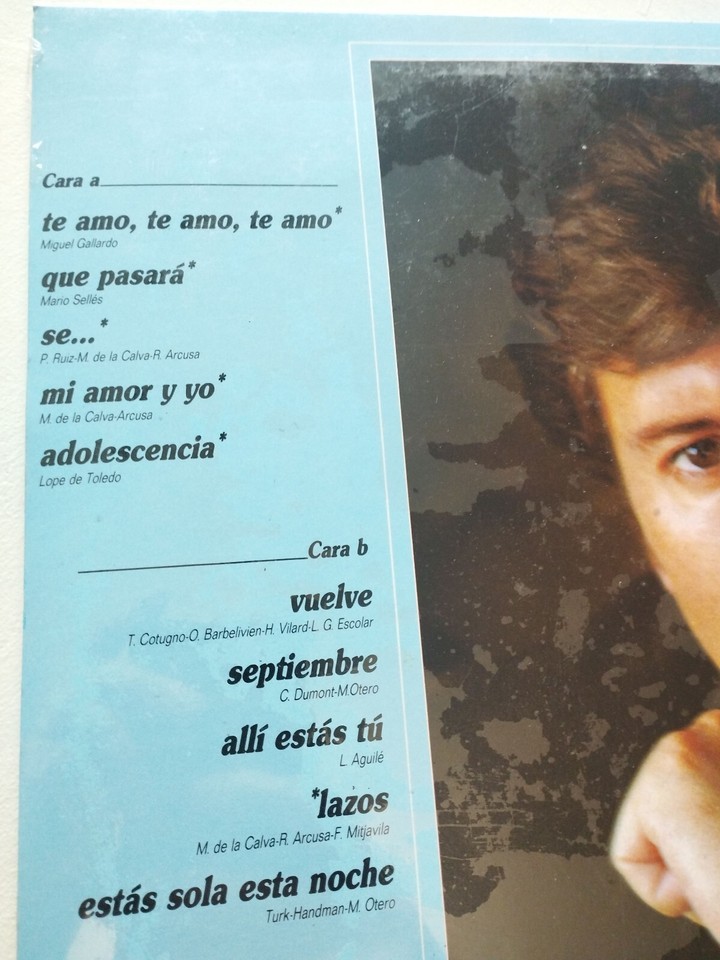 Cara a
te amo, te amo, te amo*
Miguel Gallardo
que pasará*
Mario Sellés
se...*
P. Ruiz-M. de la Calva-R. Arcusa
mi amor y yo*
M. de la Calva-Arcusa
adolescencia*
Lope de Toledo
Cara b
vuelve
T. Cotugno-O. Barbelivien-H. Vilard-L. G. Escolar
septiembre
C. Dumont-M.Otero
allí estás tú
L. Aguilé
*lazos
M. de la Calva-R. Arcusa-F. Mitjavila
estás sola esta noche
Turk-Handman-M. Otero